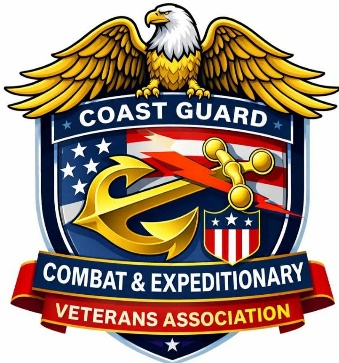 COAST GUARD
COMBAT & EXPEDITIONARY
VETERANS ASSOCIATION